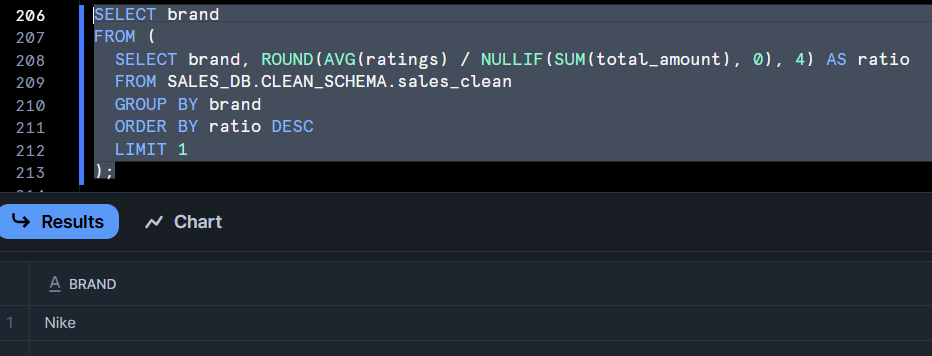 206 SELECT brand
207 FROM (
208   SELECT brand, ROUND(AVG(ratings) / NULLIF(SUM(total_amount), 0), 4) AS ratio
209   FROM SALES_DB.CLEAN_SCHEMA.sales_clean
210   GROUP BY brand
211   ORDER BY ratio DESC
212   LIMIT 1
213 );
Results Chart
A BRAND
1 Nike